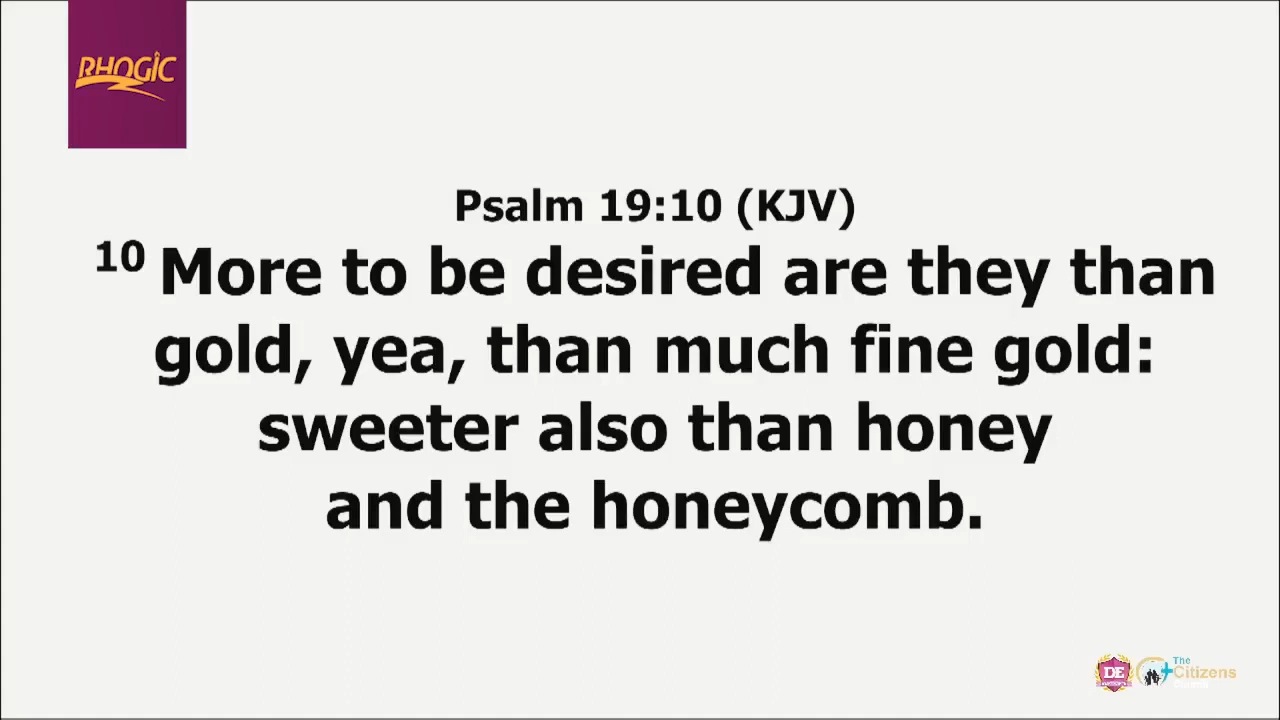 RHOGIC
Psalm 19:10 (KJV)
10 More to be desired are they than
gold, yea, than much fine gold:
sweeter also than honey
and the honeycomb.
DE
The
Citizens